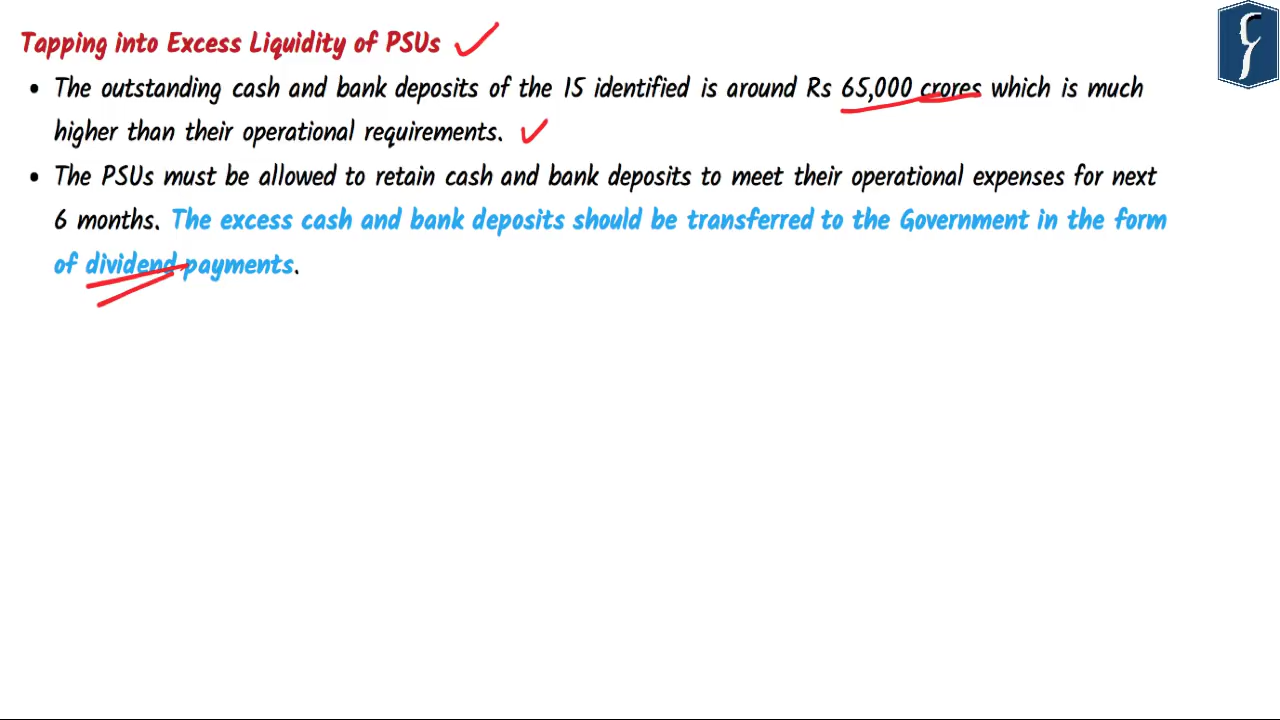 Tapping into Excess Liquidity of PSUs
• The outstanding cash and bank deposits of the 15 identified is around Rs 65,000 crores which is much
higher than their operational requirements.
• The PSUs must be allowed to retain cash and bank deposits to meet their operational expenses for next
6 months. The excess cash and bank deposits should be transferred to the Government in the form
of dividend payments.